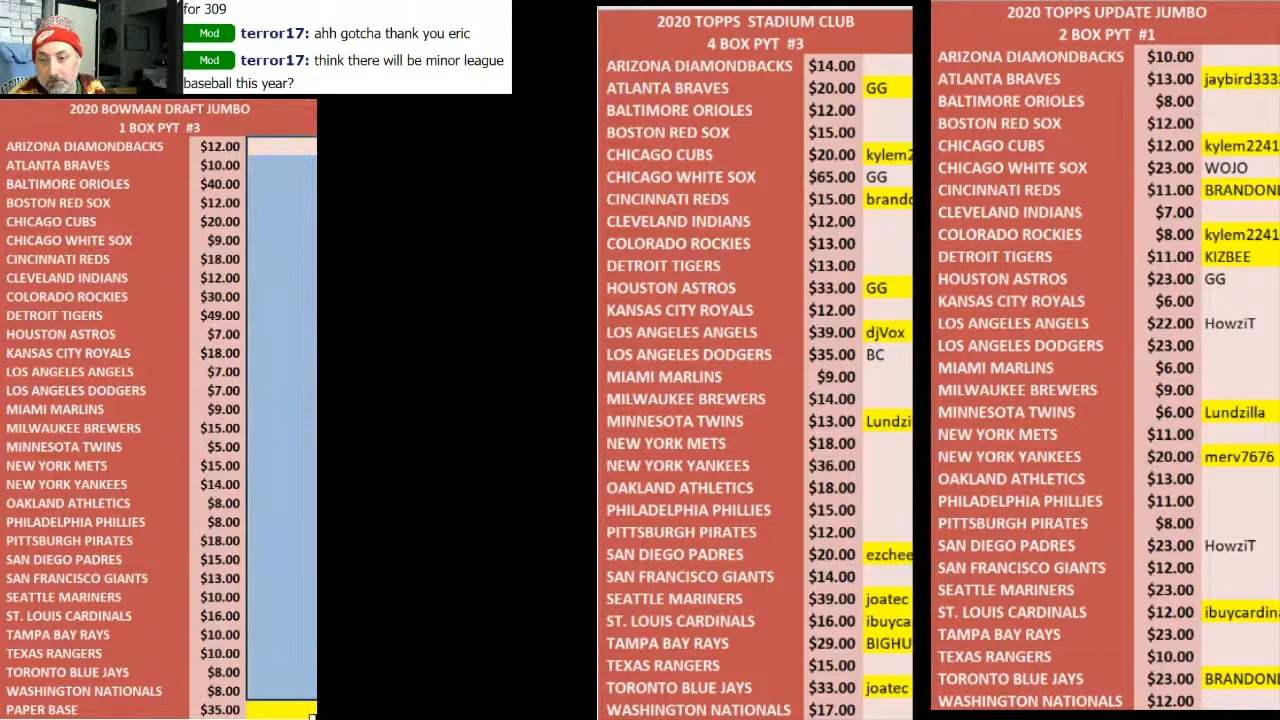 for 309
Mod terror17: ahh gotcha thank you eric
Mod terror17: think there will be minor league
baseball this year?
2020 BOWMAN DRAFT JUMBO
1 BOX PYT #3
ARIZONA DIAMONDBACKS $12.00
ATLANTA BRAVES $10.00
BALTIMORE ORIOLES $40.00
BOSTON RED SOX $12.00
CHICAGO CUBS $20.00
CHICAGO WHITE SOX $9.00
CINCINNATI REDS $18.00
CLEVELAND INDIANS $12.00
COLORADO ROCKIES $30.00
DETROIT TIGERS $49.00
HOUSTON ASTROS $7.00
KANSAS CITY ROYALS $18.00
LOS ANGELES ANGELS $7.00
LOS ANGELES DODGERS $7.00
MIAMI MARLINS $9.00
MILWAUKEE BREWERS $15.00
MINNESOTA TWINS $5.00
NEW YORK METS $15.00
NEW YORK YANKEES $14.00
OAKLAND ATHLETICS $8.00
PHILADELPHIA PHILLIES $8.00
PITTSBURGH PIRATES $18.00
SAN DIEGO PADRES $15.00
SAN FRANCISCO GIANTS $13.00
SEATTLE MARINERS $10.00
ST. LOUIS CARDINALS $16.00
TAMPA BAY RAYS $10.00
TEXAS RANGERS $10.00
TORONTO BLUE JAYS $8.00
WASHINGTON NATIONALS $8.00
PAPER BASE $35.00
2020 TOPPS STADIUM CLUB
4 BOX PYT #3
ARIZONA DIAMONDBACKS $14.00
ATLANTA BRAVES $20.00 GG
BALTIMORE ORIOLES $12.00
BOSTON RED SOX $15.00
CHICAGO CUBS $20.00 kylem2
CHICAGO WHITE SOX $65.00 GG
CINCINNATI REDS $15.00 brando
CLEVELAND INDIANS $12.00
COLORADO ROCKIES $13.00
DETROIT TIGERS $13.00
HOUSTON ASTROS $33.00 GG
KANSAS CITY ROYALS $12.00
LOS ANGELES ANGELS $39.00 djVox
LOS ANGELES DODGERS $35.00 BC
MIAMI MARLINS $9.00
MILWAUKEE BREWERS $14.00
MINNESOTA TWINS $13.00 Lundzi
NEW YORK METS $18.00
NEW YORK YANKEES $36.00
OAKLAND ATHLETICS $18.00
PHILADELPHIA PHILLIES $15.00
PITTSBURGH PIRATES $12.00
SAN DIEGO PADRES $20.00 ezchee
SAN FRANCISCO GIANTS $14.00
SEATTLE MARINERS $39.00 joatec
ST. LOUIS CARDINALS $16.00 ibuyca
TAMPA BAY RAYS $29.00 BIGHU
TEXAS RANGERS $15.00
TORONTO BLUE JAYS $33.00 joatec
WASHINGTON NATIONALS $17.00
2020 TOPPS UPDATE JUMBO
2 BOX PYT #1
ARIZONA DIAMONDBACKS $10.00
ATLANTA BRAVES $13.00 jaybird333
BALTIMORE ORIOLES $8.00
BOSTON RED SOX $12.00
CHICAGO CUBS $12.00 kylem2241
CHICAGO WHITE SOX $23.00 WOJO
CINCINNATI REDS $11.00 BRANDON
CLEVELAND INDIANS $7.00
COLORADO ROCKIES $8.00 kylem2241
DETROIT TIGERS $11.00 KIZBEE
HOUSTON ASTROS $23.00 GG
KANSAS CITY ROYALS $6.00
LOS ANGELES ANGELS $22.00 HowziT
LOS ANGELES DODGERS $23.00
MIAMI MARLINS $6.00
MILWAUKEE BREWERS $9.00
MINNESOTA TWINS $6.00 Lundzilla
NEW YORK METS $11.00
NEW YORK YANKEES $20.00 merv7676
OAKLAND ATHLETICS $13.00
PHILADELPHIA PHILLIES $11.00
PITTSBURGH PIRATES $8.00
SAN DIEGO PADRES $23.00 HowziT
SAN FRANCISCO GIANTS $12.00
SEATTLE MARINERS $23.00
ST. LOUIS CARDINALS $12.00 ibuycardin
TAMPA BAY RAYS $23.00
TEXAS RANGERS $10.00
TORONTO BLUE JAYS $23.00 BRANDON
WASHINGTON NATIONALS $12.00